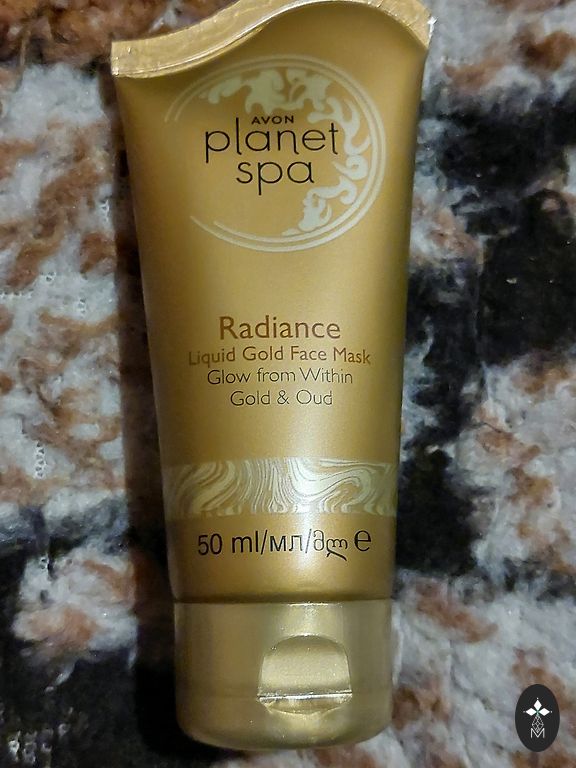 AVON
planet
spa
Radiance
Liquid Gold Face Mask
Glow from Within
Gold & Oud
50 ml/мл/მლ ℮
M